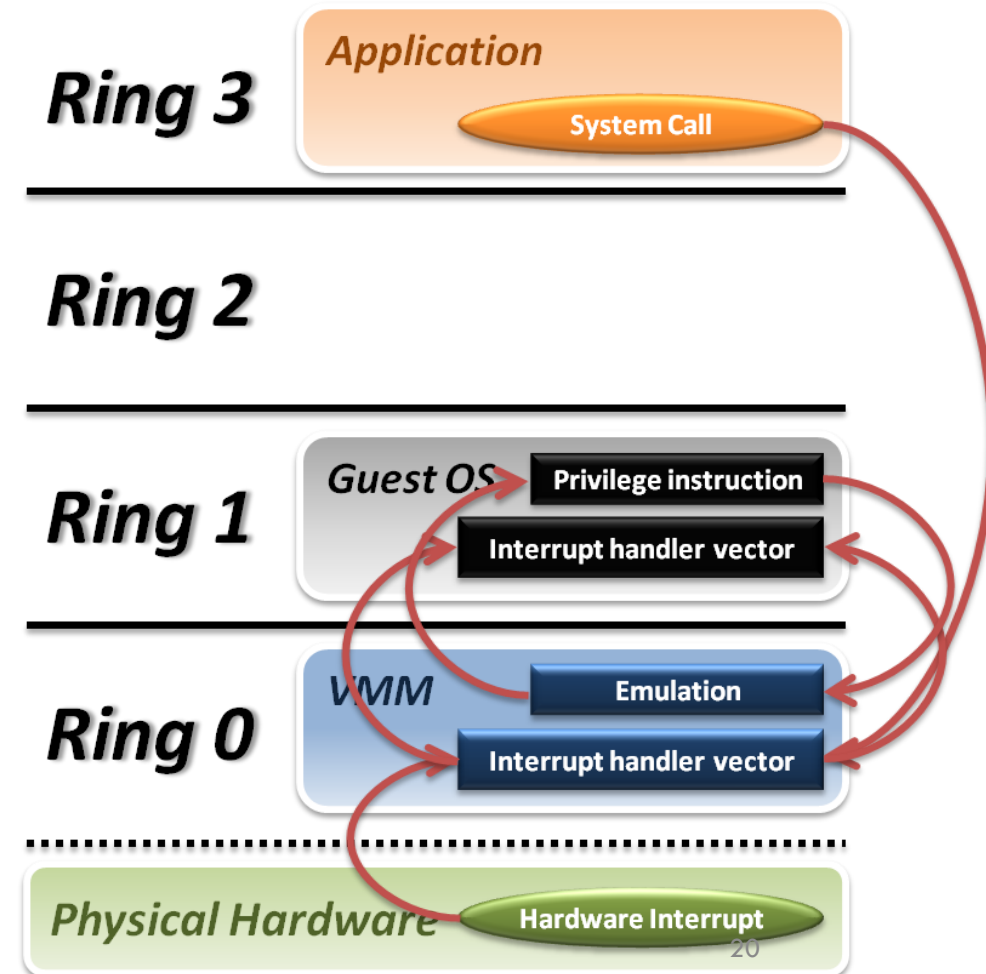 Application
Ring 3
System Call
Ring 2
Guest OS
Privilege instruction
Ring 1
Interrupt handler vector
VMM
Emulation
Ring 0
Interrupt handler vector
Physical Hardware
Hardware Interrupt
20